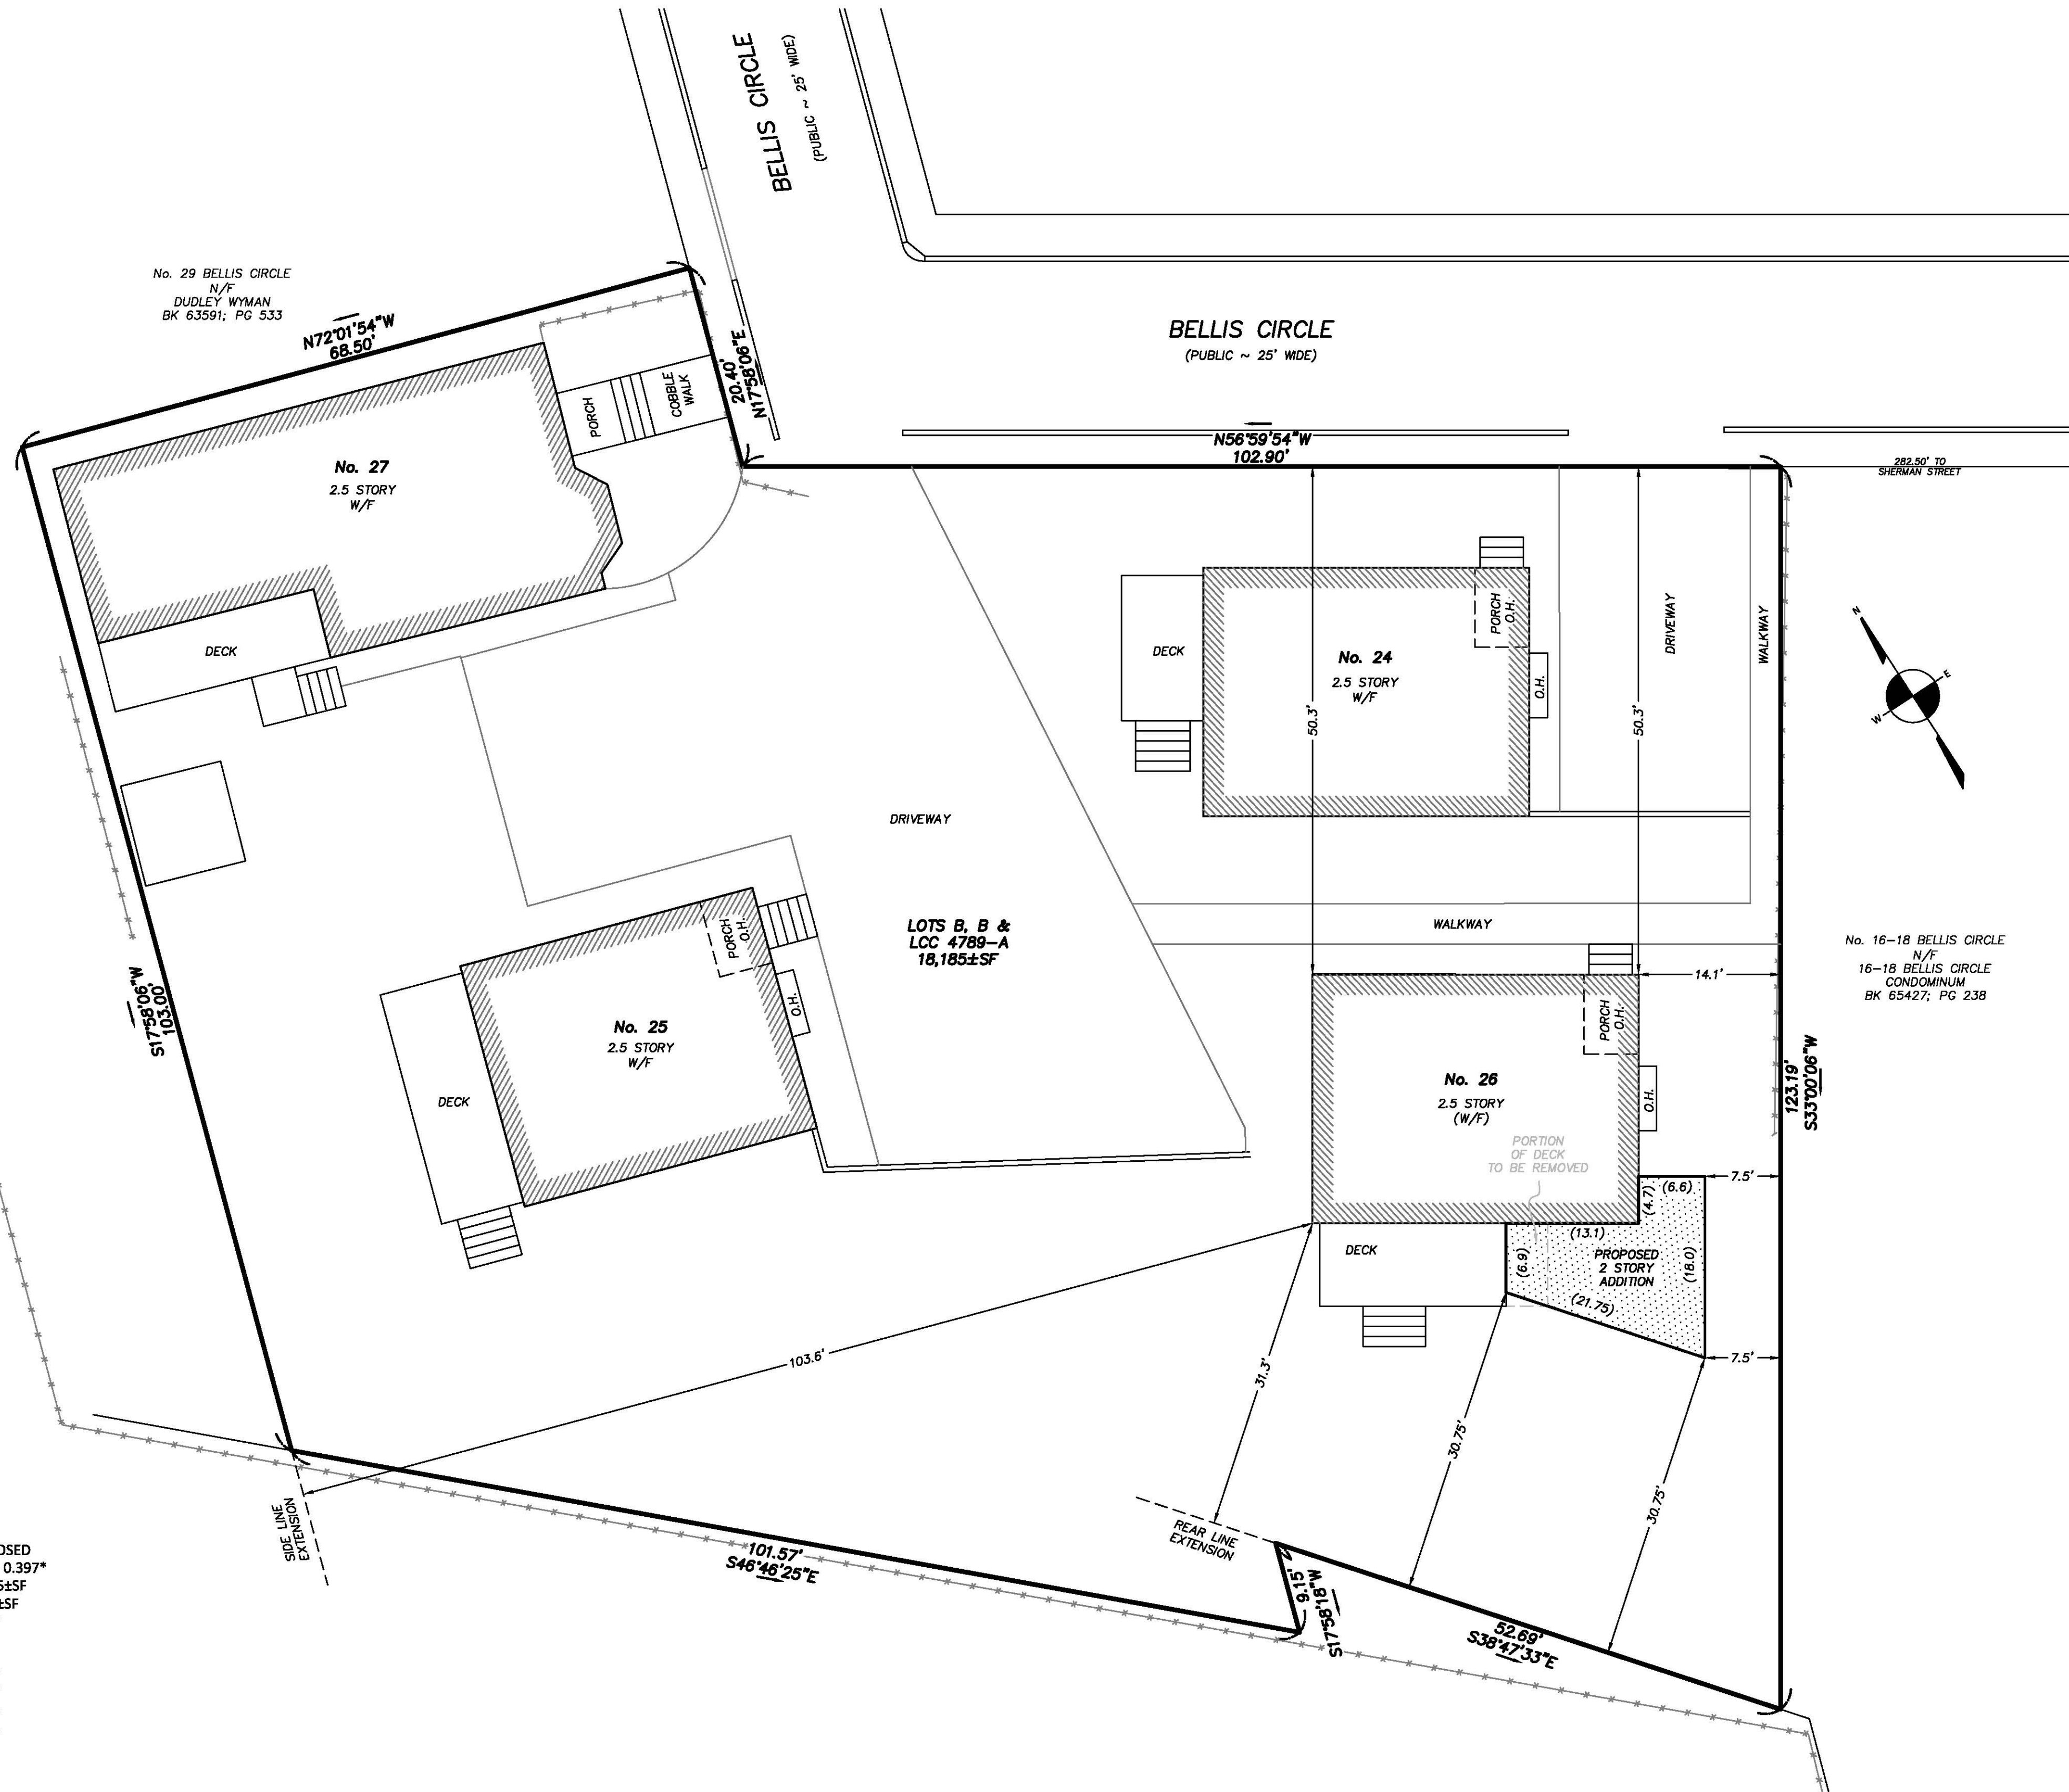 BELLIS CIRCLE
(PUBLIC ~ 25' WIDE)
No. 29 BELLIS CIRCLE
N/F
DUDLEY WYMAN
BK 63591; PG 533
N72°01'54"W
68.50'
20.40'
N17°58'06"E
BELLIS CIRCLE
(PUBLIC ~ 25' WIDE)
N56°59'54"W
102.90'
282.50' TO
SHERMAN STREET
No. 27
2.5 STORY
W/F
PORCH
COBBLE
WALK
DECK
DECK
No. 24
2.5 STORY
W/F
PORCH
O.H.
O.H.
50.3'
50.3'
DRIVEWAY
WALKWAY
N
E
W
DRIVEWAY
LOTS B, B &
LCC 4789-A
18,185±SF
WALKWAY
No. 16-18 BELLIS CIRCLE
N/F
16-18 BELLIS CIRCLE
CONDOMINUM
BK 65427; PG 238
S17°58'06"W
103.00'
PORCH
O.H.
O.H.
No. 25
2.5 STORY
W/F
DECK
14.1'
PORCH
O.H.
O.H.
No. 26
2.5 STORY
(W/F)
PORTION
OF DECK
TO BE REMOVED
123.19'
S33°00'06"W
7.5'
(6.6)
(4.7)
(13.1)
DECK
(6.9)
PROPOSED
2 STORY
ADDITION
(18.0)
(21.75)
7.5'
103.6'
31.3'
30.75'
30.75'
SIDE LINE
EXTENSION
REAR LINE
EXTENSION
101.57'
S46°46'25"E
9.15'
S17°58'18"W
52.69'
S38°47'33"E
OSED
0.397*
5±SF
±SF